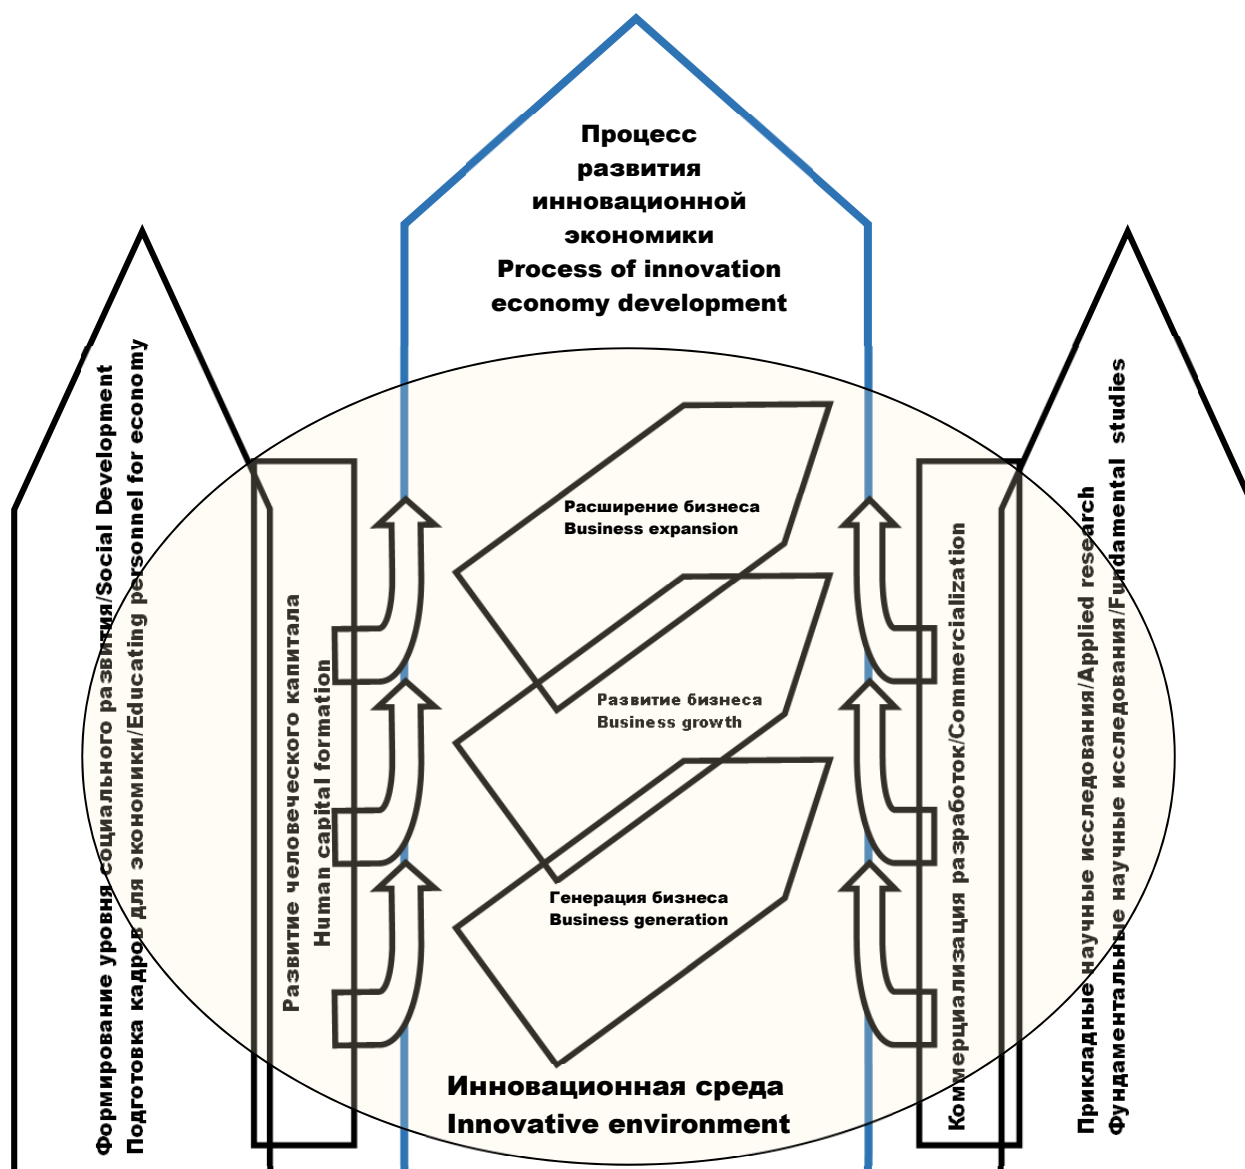 Процесс
развития
инновационной
экономики
Process of innovation
economy development
Формирование уровня социального развития/Social Development
Подготовка кадров для экономики/Educating personnel for economy
Развитие человеческого капитала
Human capital formation
Расширение бизнеса
Business expansion
Развитие бизнеса
Business growth
Генерация бизнеса
Business generation
Коммерциализация разработок/Commercialization
Прикладные научные исследования/Applied research
Фундаментальные научные исследования/Fundamental studies
Инновационная среда
Innovative environment